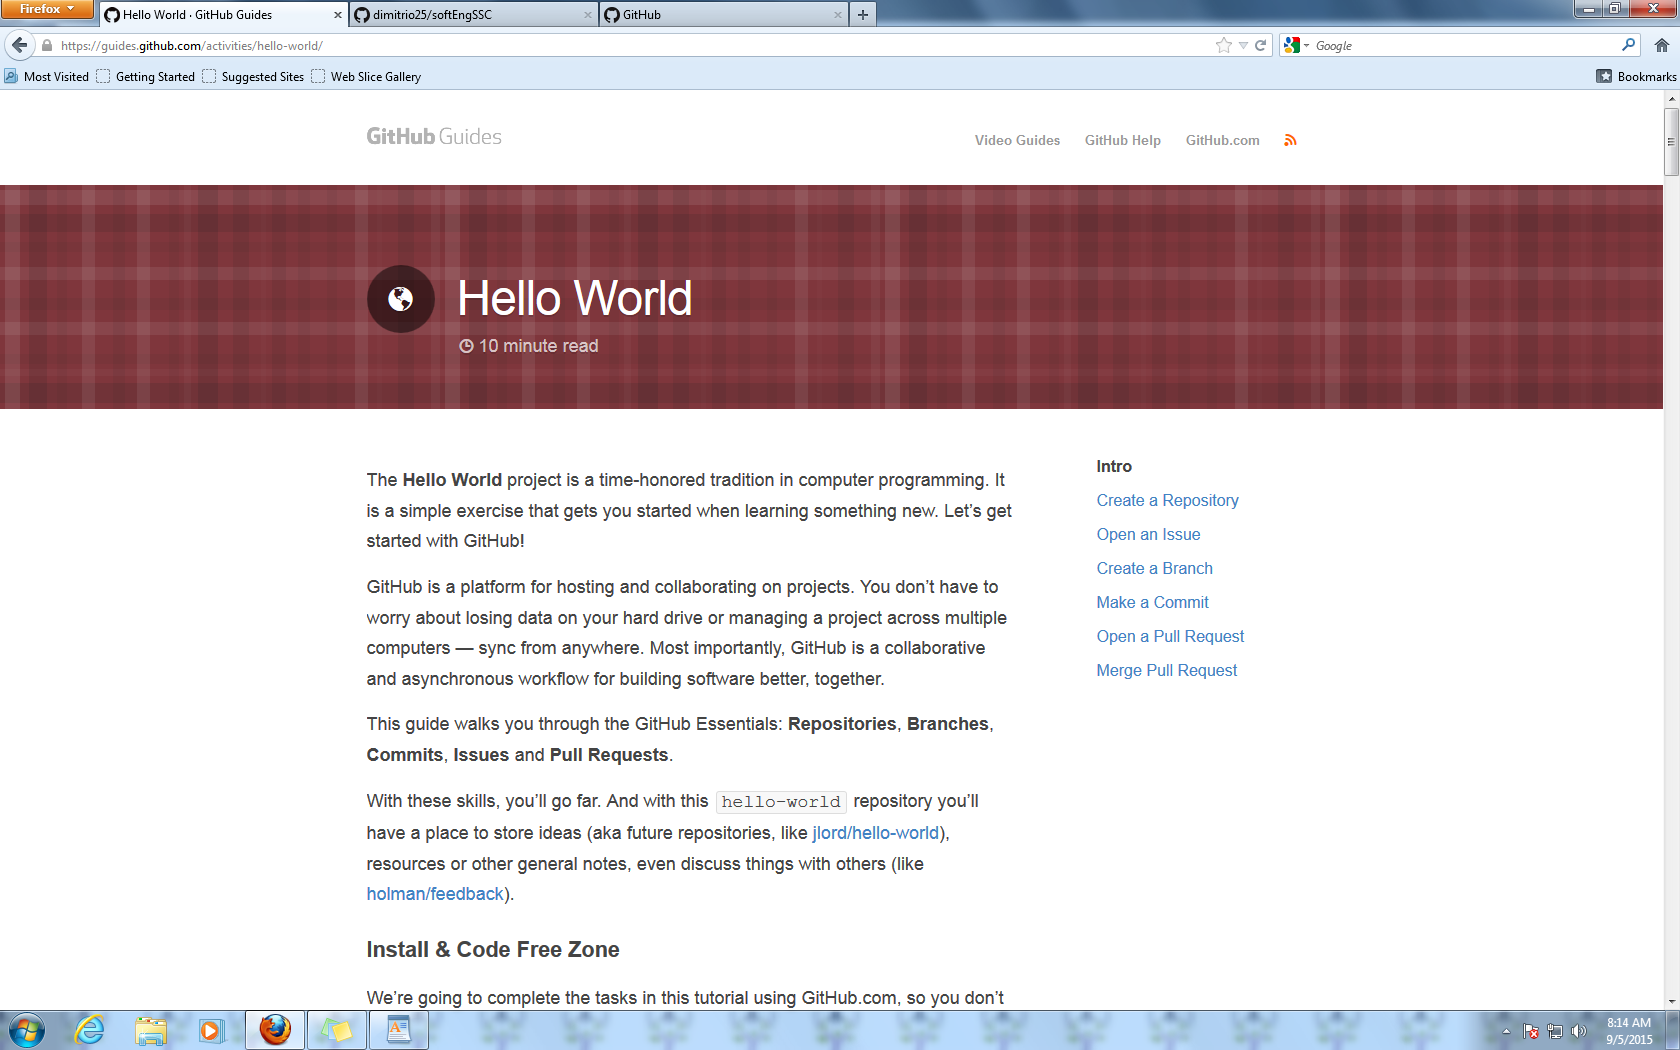 Firefox
Hello World · GitHub Guides
dimitrio25/softEngSSC
GitHub
https://guides.github.com/activities/hello-world/
Google
Most Visited
Getting Started
Suggested Sites
Web Slice Gallery
Bookmarks
GitHub Guides
Video Guides
GitHub Help
GitHub.com
Hello World
10 minute read
The Hello World project is a time-honored tradition in computer programming. It
is a simple exercise that gets you started when learning something new. Let’s get
started with GitHub!
GitHub is a platform for hosting and collaborating on projects. You don’t have to
worry about losing data on your hard drive or managing a project across multiple
computers — sync from anywhere. Most importantly, GitHub is a collaborative
and asynchronous workflow for building software better, together.
This guide walks you through the GitHub Essentials: Repositories, Branches,
Commits, Issues and Pull Requests.
With these skills, you’ll go far. And with this hello-world repository you’ll
have a place to store ideas (aka future repositories, like jlord/hello-world),
resources or other general notes, even discuss things with others (like
holman/feedback).
Install & Code Free Zone
We’re going to complete the tasks in this tutorial using GitHub.com, so you don’t
Intro
Create a Repository
Open an Issue
Create a Branch
Make a Commit
Open a Pull Request
Merge Pull Request
8:14 AM
9/5/2015